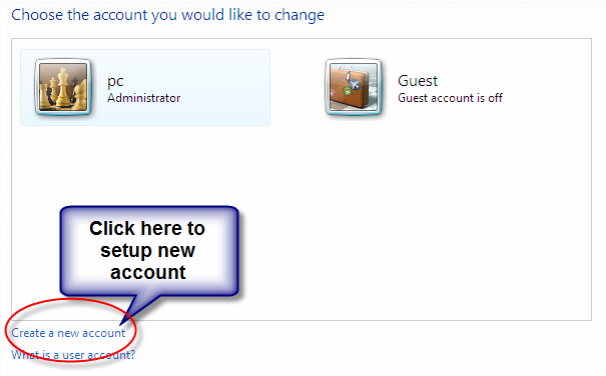 Choose the account you would like to change
pc
Administrator
Guest
Guest account is off
Click here to
setup new
account
Create a new account
What is a user account?